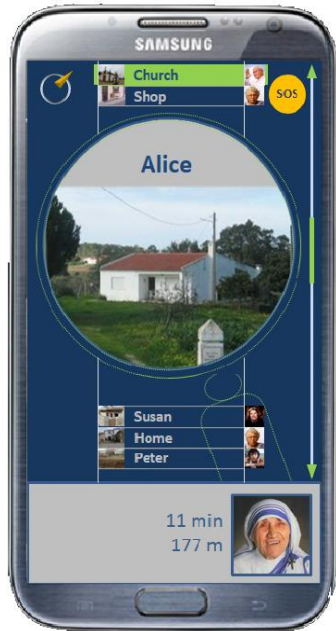 SAMSUNG
Church
Shop
SOS
Alice
Susan
Home
Peter
11 min
177 m